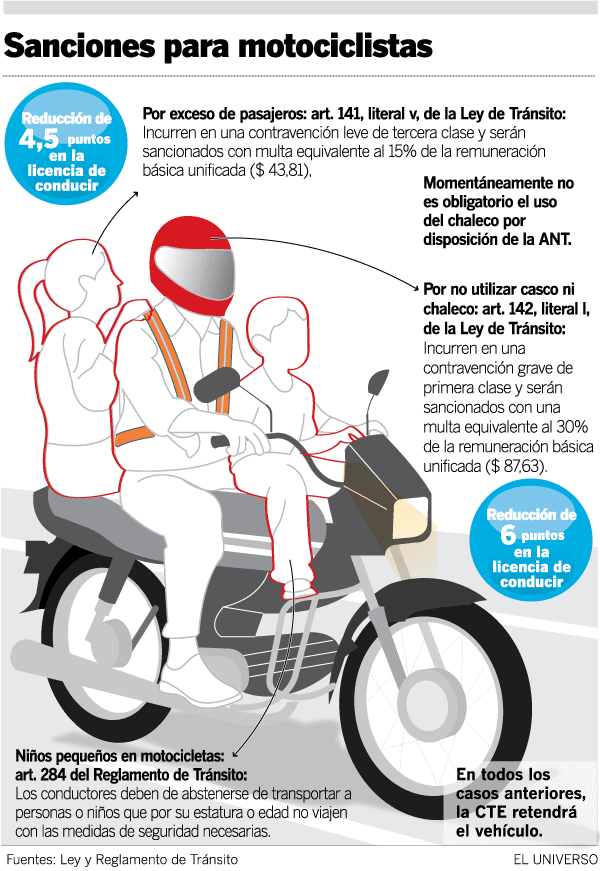 Sanciones para motociclistas
Reducción de
4,5 puntos
en la
licencia de
conducir
Por exceso de pasajeros: art. 141, literal v, de la Ley de Tránsito:
Incurren en una contravención leve de tercera clase y serán
sancionados con multa equivalente al 15% de la remuneración
básica unificada ($ 43,81),
Momentáneamente no
es obligatorio el uso
del chaleco por
disposición de la ANT.
Por no utilizar casco ni
chaleco: art. 142, literal l,
de la Ley de Tránsito:
Incurren en una
contravención grave de
primera clase y serán
sancionados con una
multa equivalente al 30%
de la remuneración básica
unificada ($ 87,63).
Reducción de
6 puntos
en la
licencia de
conducir
Niños pequeños en motocicletas:
art. 284 del Reglamento de Tránsito:
Los conductores deben de abstenerse de transportar a
personas o niños que por su estatura o edad no viajen
con las medidas de seguridad necesarias.
En todos los
casos anteriores,
la CTE retendrá
el vehículo.
Fuentes: Ley y Reglamento de Tránsito
EL UNIVERSO